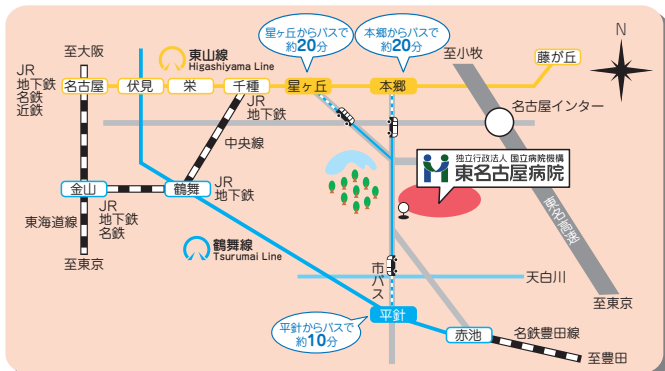 星ヶ丘からバスで
約20分
本郷からバスで
約20分
N
至大阪
東山線
Higashiyama Line
至小牧
藤が丘
JR
地下鉄
名鉄
近鉄
名古屋
伏見
栄
千種
星ヶ丘
本郷
JR
地下鉄
名古屋インター
中央線
独立行政法人 国立病院機構
東名古屋病院
金山
鶴舞
JR
地下鉄
JR
地下鉄
名鉄
東海道線
東名高速
鶴舞線
Tsurumai Line
至東京
市バス
天白川
至東京
平針
平針からバスで
約10分
赤池
名鉄豊田線
至豊田